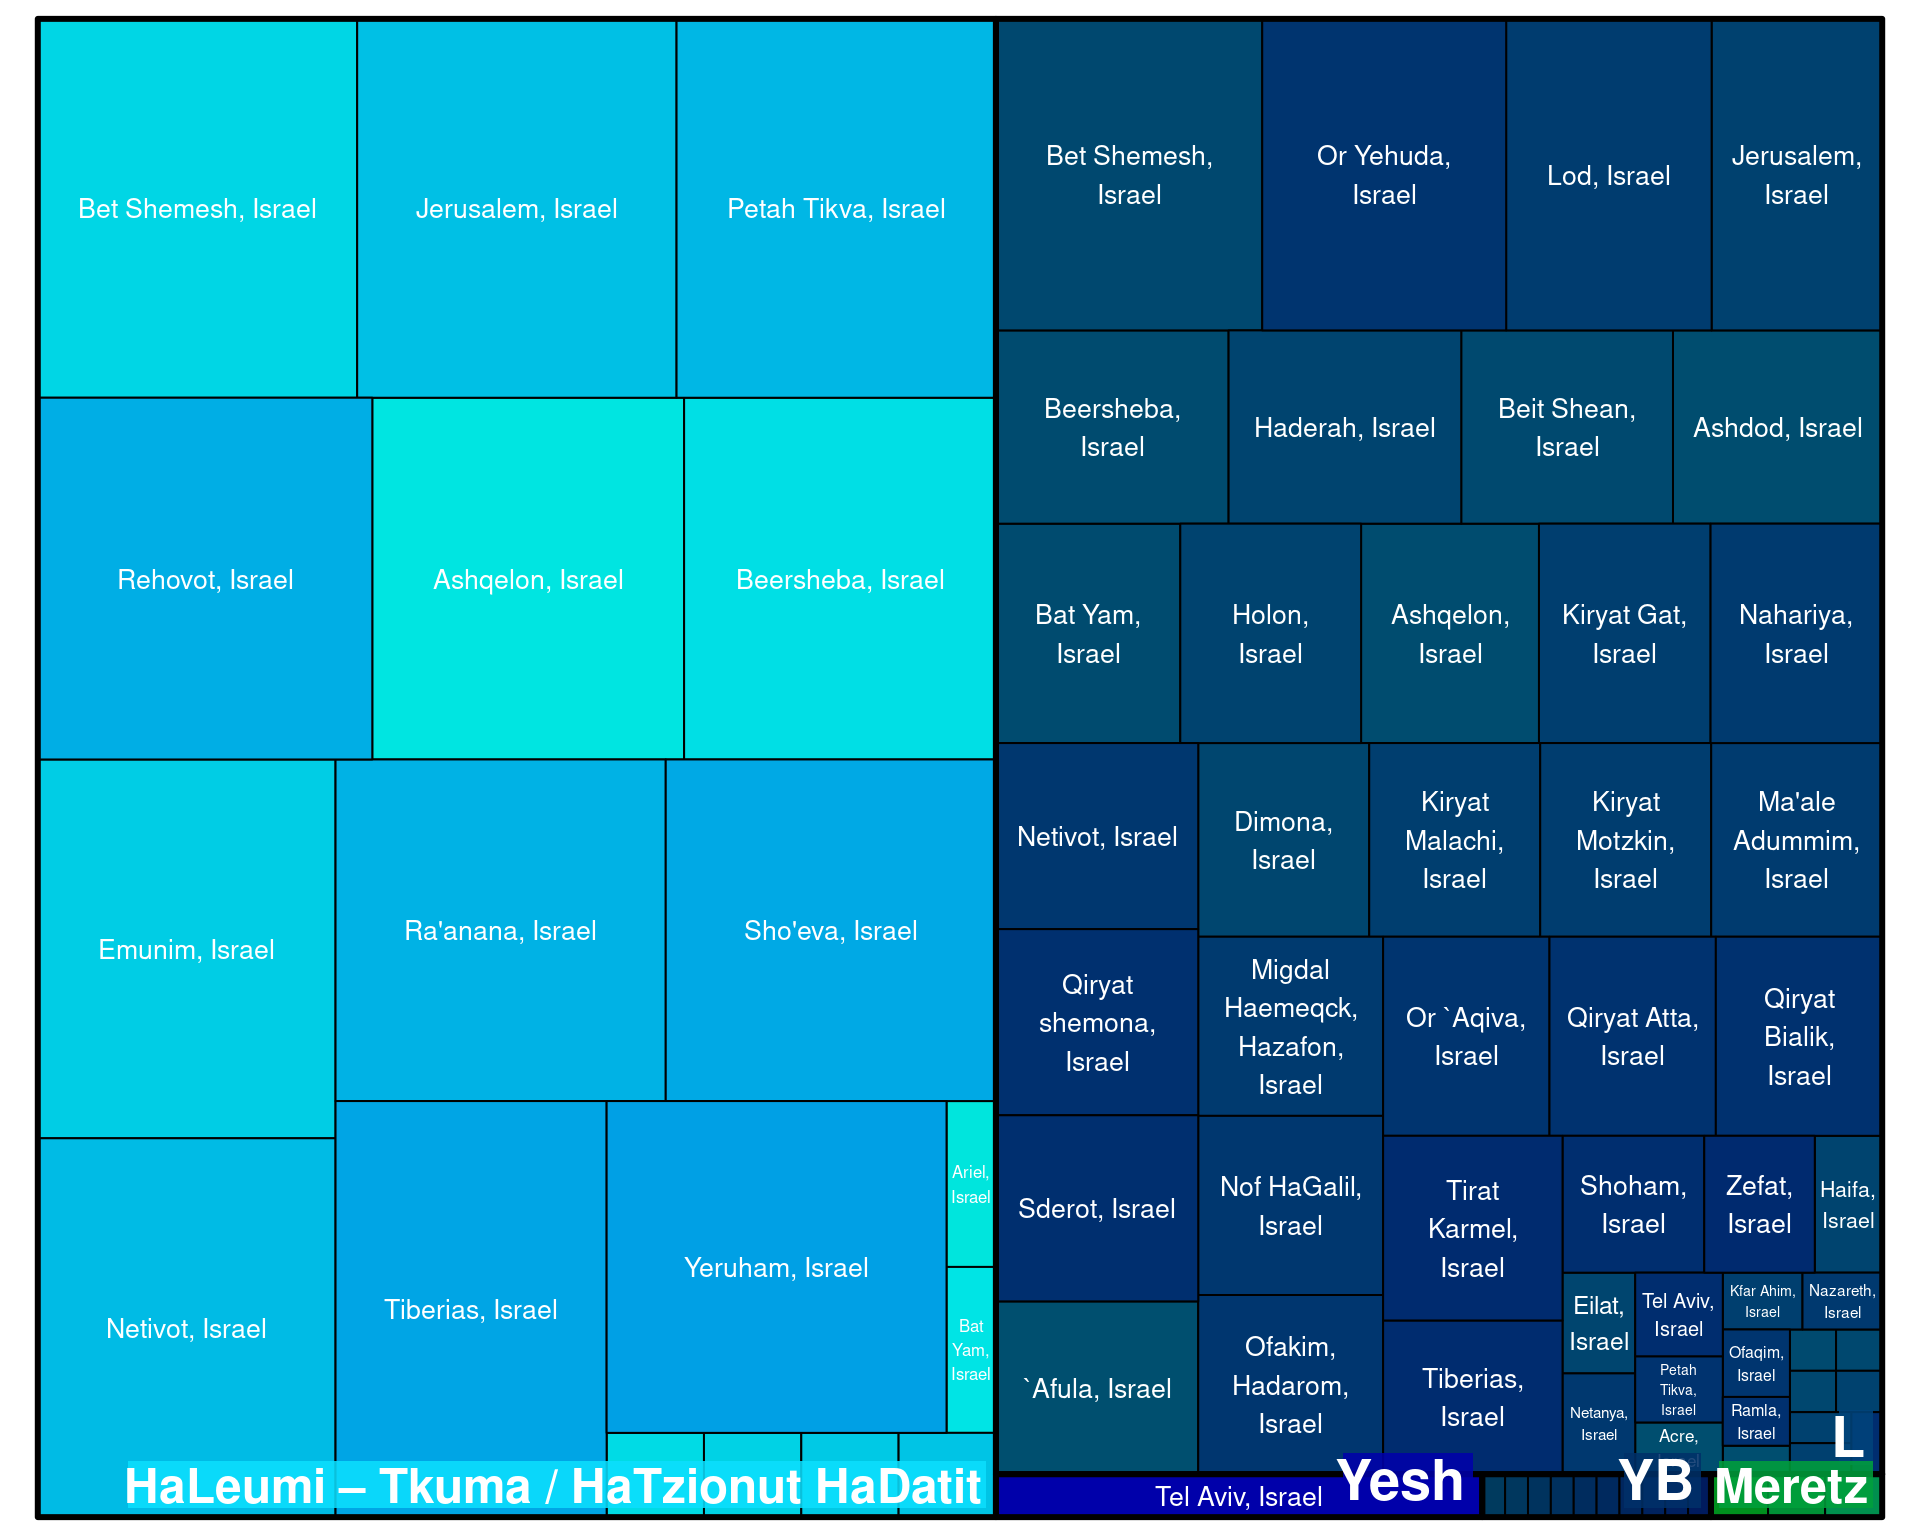 Bet Shemesh, Israel
Jerusalem, Israel
Petah Tikva, Israel
Rehovot, Israel
Ashqelon, Israel
Beersheba, Israel
Emunim, Israel
Ra'anana, Israel
Sho'eva, Israel
Netivot, Israel
Tiberias, Israel
Yeruham, Israel
Ariel,
Israel
Bat
Yam,
Israel
HaLeumi – Tkuma / HaTzionut HaDatit
Bet Shemesh,
Israel
Or Yehuda,
Israel
Lod, Israel
Jerusalem,
Israel
Beersheba,
Israel
Haderah, Israel
Beit Shean,
Israel
Ashdod, Israel
Bat Yam,
Israel
Holon,
Israel
Ashqelon,
Israel
Kiryat Gat,
Israel
Nahariya,
Israel
Netivot, Israel
Dimona,
Israel
Kiryat
Malachi,
Israel
Kiryat
Motzkin,
Israel
Ma'ale
Adummim,
Israel
Qiryat
shemona,
Israel
Migdal
Haemeqck,
Hazafon,
Israel
Or `Aqiva,
Israel
Qiryat Atta,
Israel
Qiryat
Bialik,
Israel
Sderot, Israel
Nof HaGalil,
Israel
Tirat
Karmel,
Israel
Shoham,
Israel
Zefat,
Israel
Haifa,
Israel
`Afula, Israel
Ofakim,
Hadarom,
Israel
Tiberias,
Israel
Eilat,
Israel
Tel Aviv,
Israel
Kfar Ahim,
Israel
Nazareth,
Israel
Netanya,
Israel
Petah
Tikva,
Israel
Ofaqim,
Israel
Ramla,
Israel
Acre,
L
Tel Aviv, Israel
Yesh
YB
Meretz